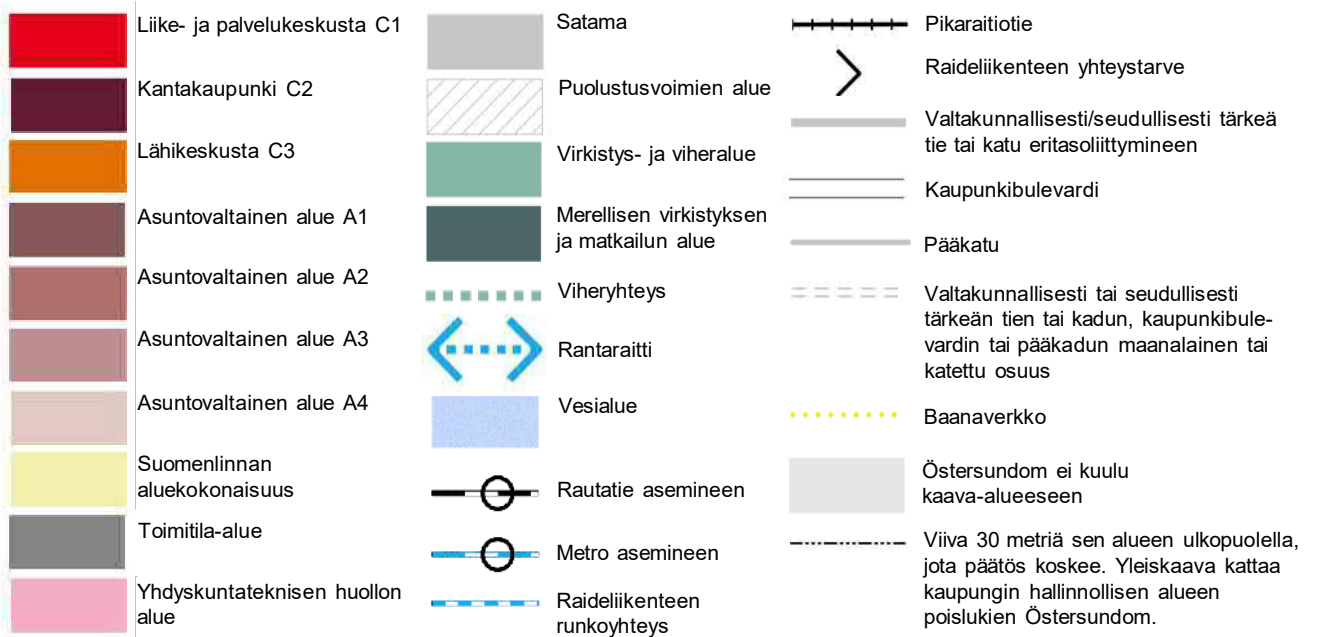 Liike- ja palvelukeskusta C1
Kantakaupunki C2
Lähikeskusta C3
Asuntovaltainen alue A1
Asuntovaltainen alue A2
Asuntovaltainen alue A3
Asuntovaltainen alue A4
Suomenlinnan
aluekokonaisuus
Toimitila-alue
Yhdyskuntateknisen huollon
alue
Satama
Puolustusvoimien alue
Virkistys- ja viheralue
Merellisen virkistyksen
ja matkailun alue
Viheryhteys
Rantaraitti
Vesialue
Rautatie asemineen
Metro asemineen
Raideliikenteen
runkoyhteys
Pikaraitiotie
Raideliikenteen yhteystarve
Valtakunnallisesti/seudullisesti tärkeä
tie tai katu eritasoliittymineen
Kaupunkibulevardi
Pääkatu
Valtakunnallisesti tai seudullisesti
tärkeän tien tai kadun, kaupunkibule-
vardin tai pääkadun maanalainen tai
katettu osuus
Baanaverkko
Östersundom ei kuulu
kaava-alueeseen
Viiva 30 metriä sen alueen ulkopuolella,
jota päätös koskee. Yleiskaava kattaa
kaupungin hallinnollisen alueen
poislukien Östersundom.